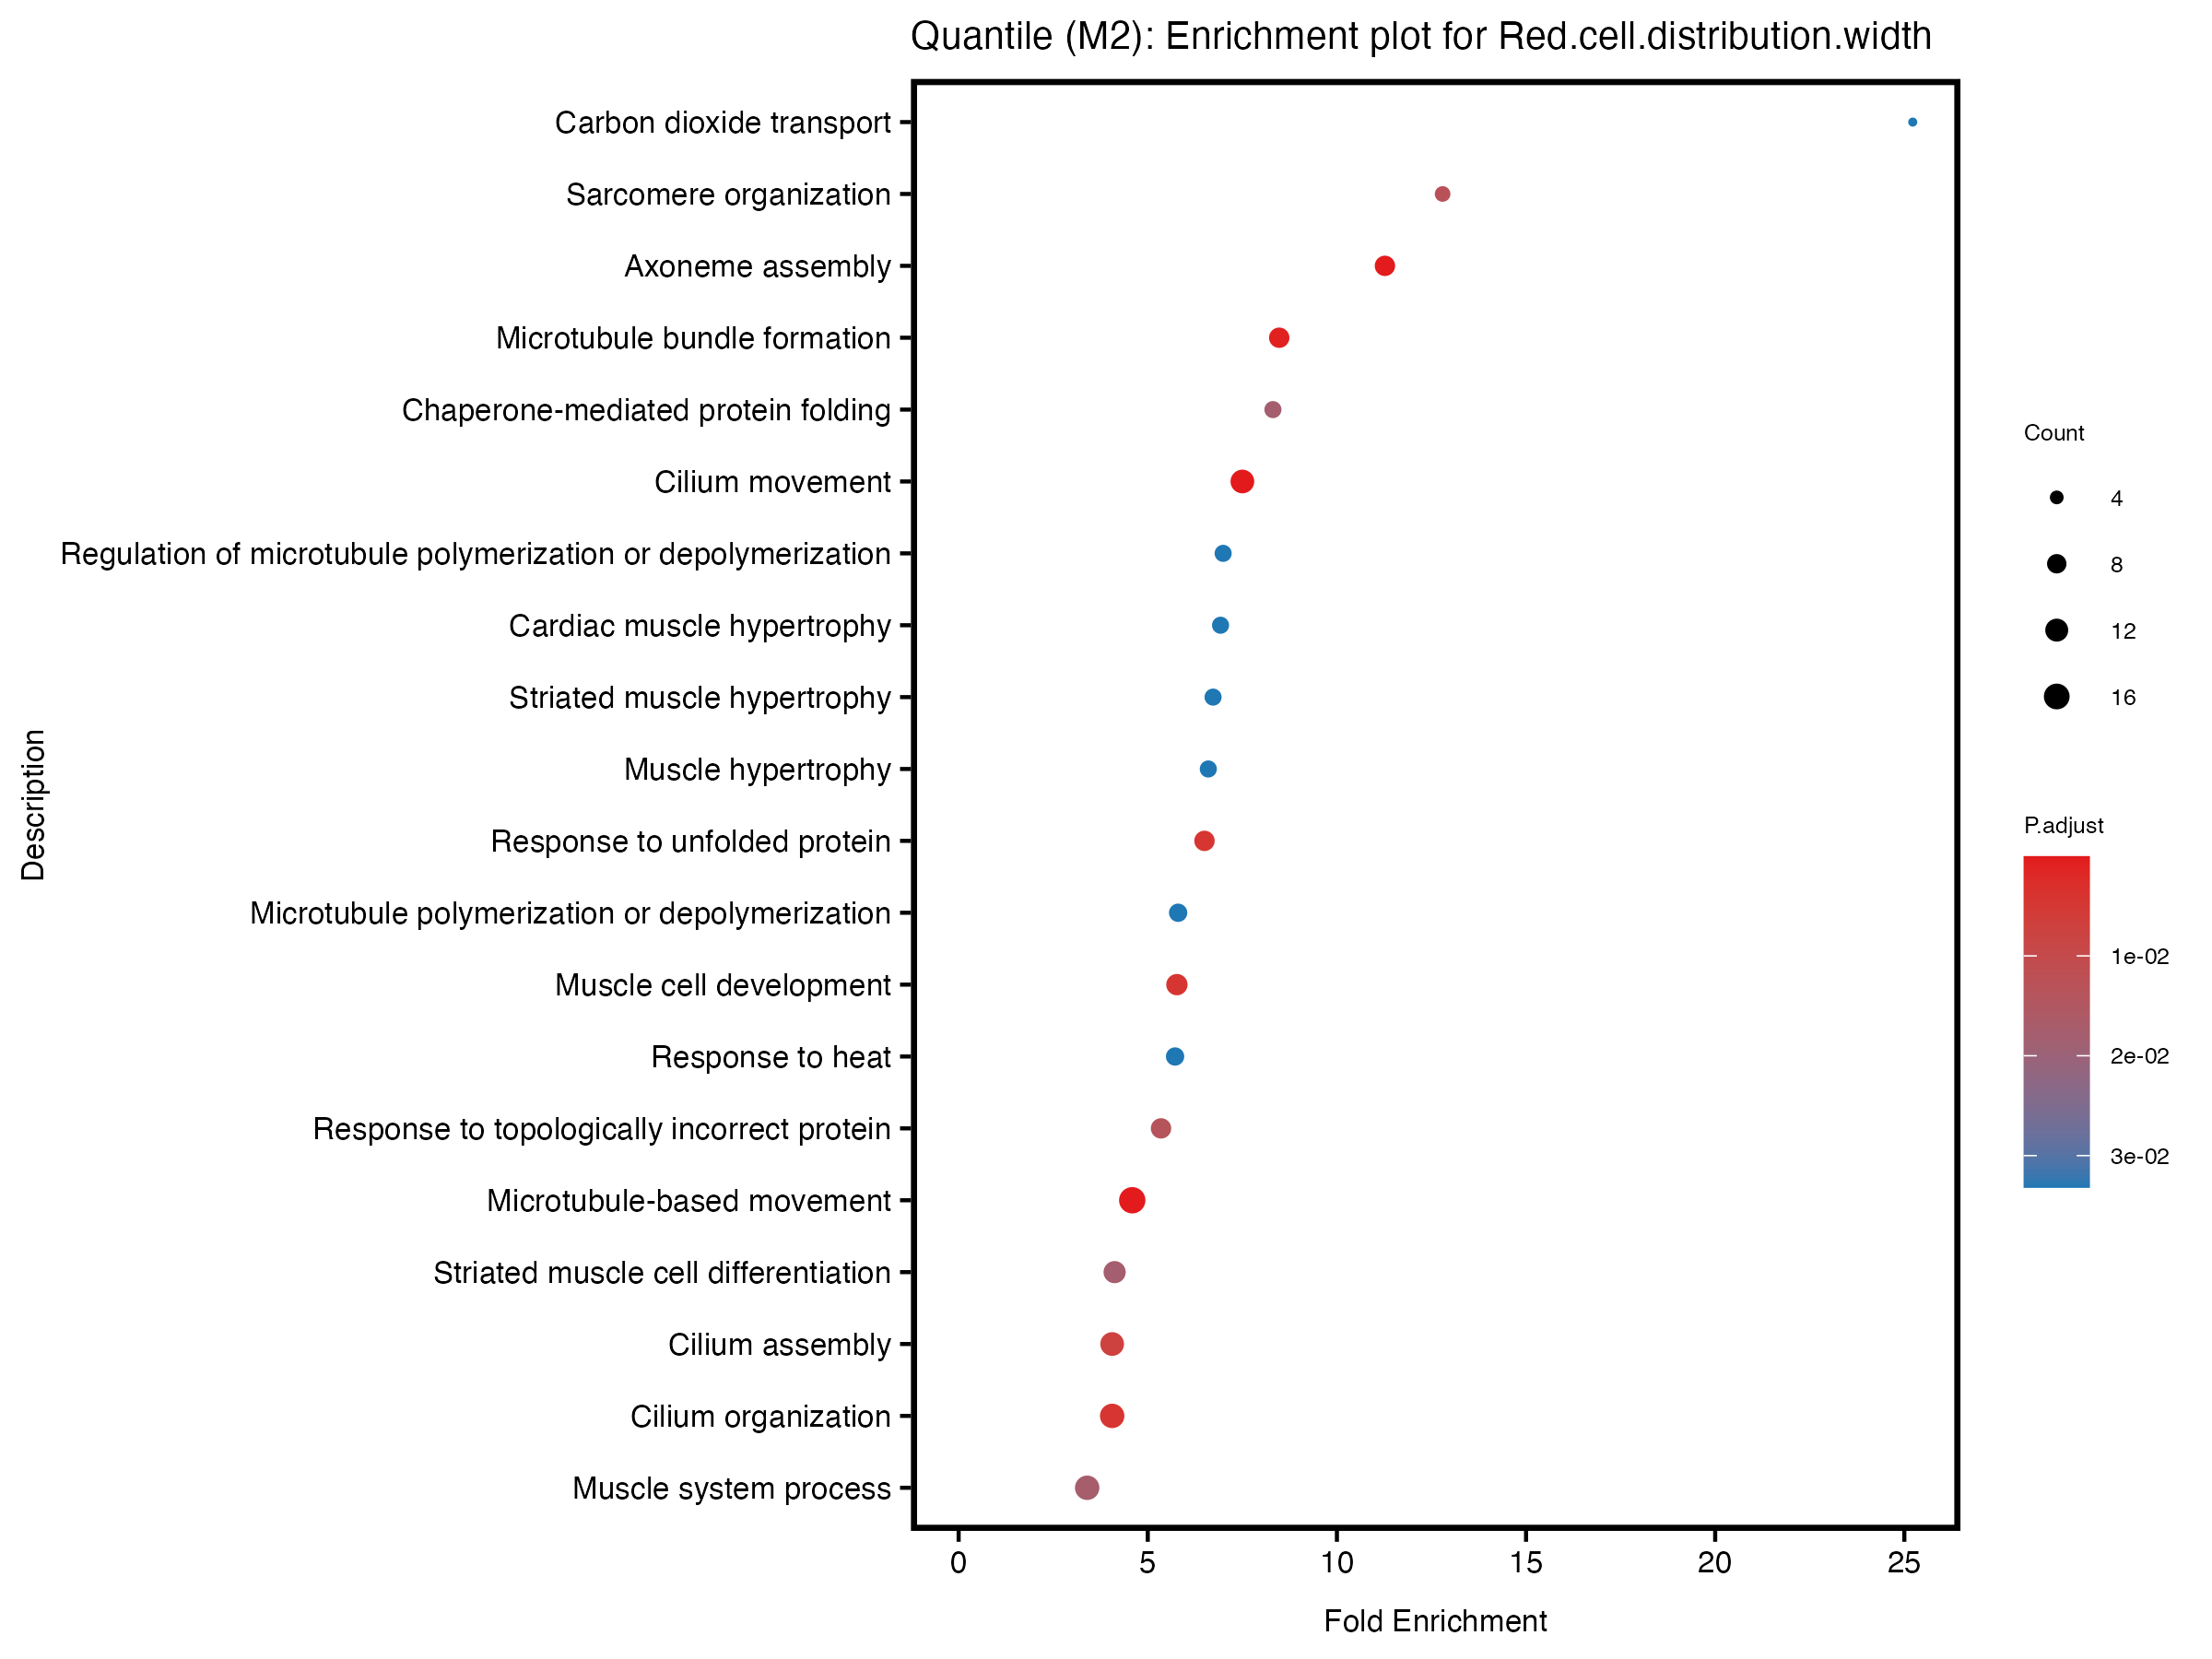 Quantile (M2): Enrichment plot for Red.cell.distribution.width
Description
Carbon dioxide transport
Sarcomere organization
Axoneme assembly
Microtubule bundle formation
Chaperone-mediated protein folding
Cilium movement
Regulation of microtubule polymerization or depolymerization
Cardiac muscle hypertrophy
Striated muscle hypertrophy
Muscle hypertrophy
Response to unfolded protein
Microtubule polymerization or depolymerization
Muscle cell development
Response to heat
Response to topologically incorrect protein
Microtubule-based movement
Striated muscle cell differentiation
Cilium assembly
Cilium organization
Muscle system process
0 5 10 15 20 25
Fold Enrichment
Count
4
8
12
16
P.adjust
1e-02
2e-02
3e-02